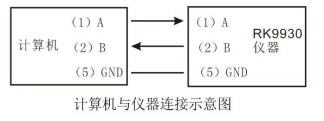 (1) A
(1) A
计算机
(2) B
(2) B
RK9930
仪器
(5) GND
(5) GND
计算机与仪器连接示意图